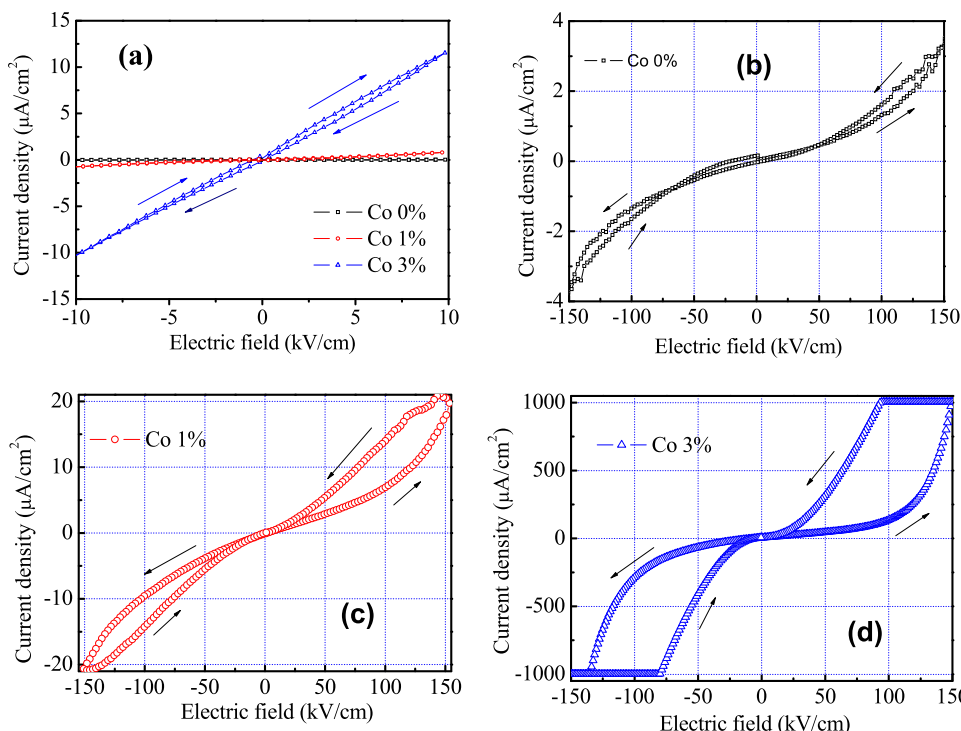 (a)
15
10
5
0
-5
-10
-15
Current density (µA/cm²)
-10
-5
0
5
10
Electric field (kV/cm)
Co 0%
Co 1%
Co 3%
(b)
4
2
0
-2
-4
Current density (µA/cm²)
-150
-100
-50
0
50
100
150
Electric field (kV/cm)
Co 0%
(c)
20
10
0
-10
-20
Current density (µA/cm²)
-150
-100
-50
0
50
100
150
Electric field (kV/cm)
Co 1%
(d)
1000
500
0
-500
-1000
Current density (µA/cm²)
-150
-100
-50
0
50
100
150
Electric field (kV/cm)
Co 3%